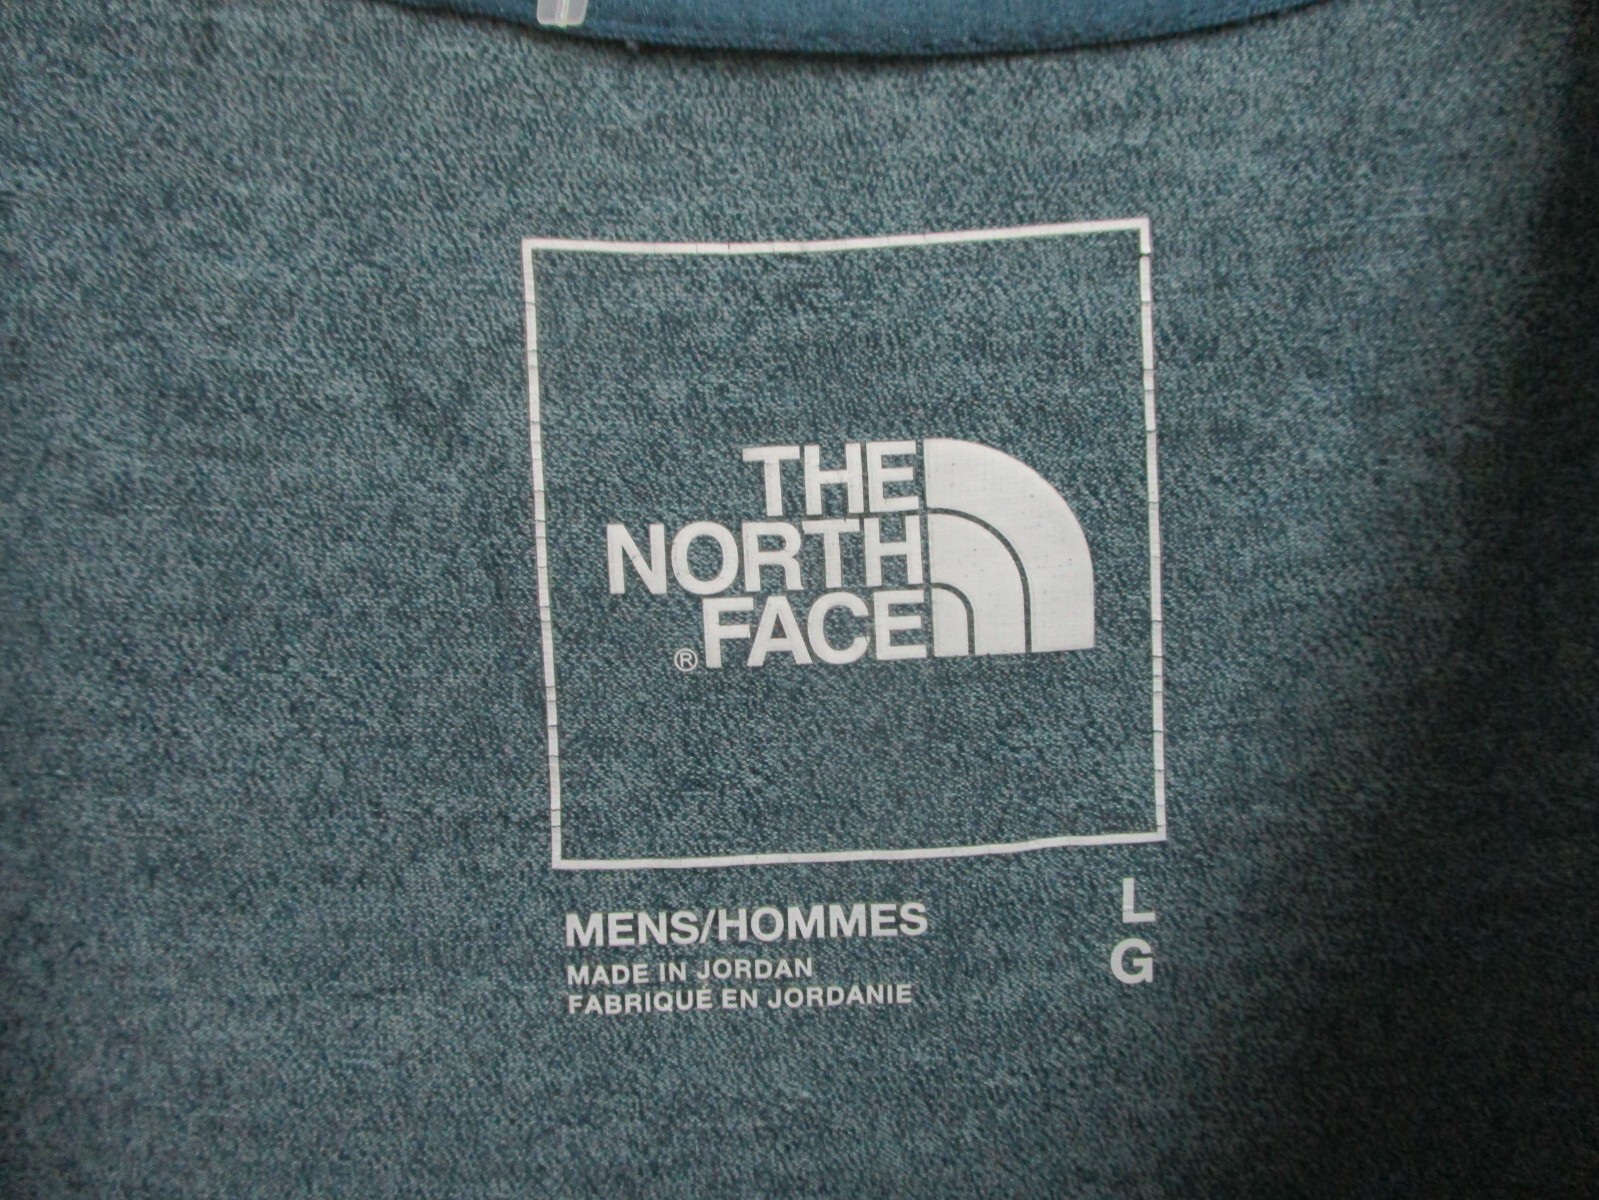 THE
NORTH
® FACE
MENS/HOMMES
L
MADE IN JORDAN
G
FABRIQUÉ EN JORDANIE